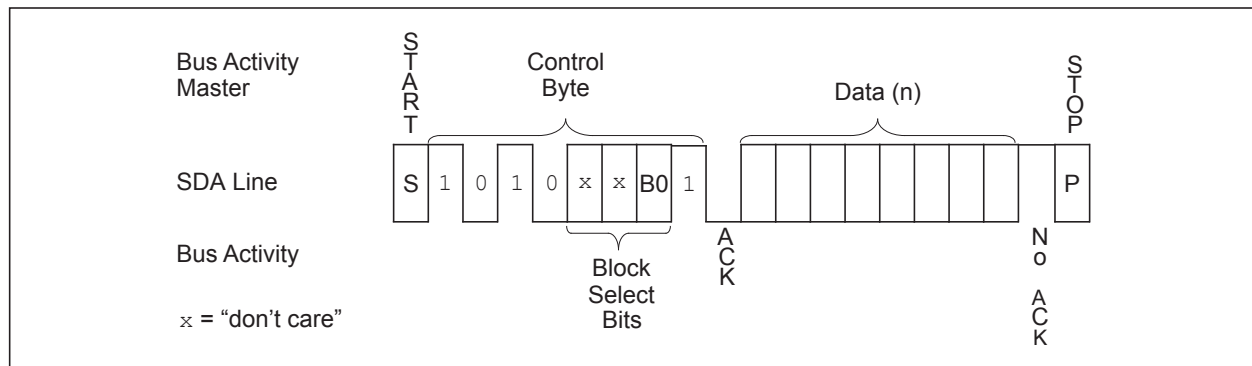 Bus Activity
Master
START
Control
Byte
Data (n)
STOP
SDA Line
S 1 0 1 0 x x B0 1 P
Bus Activity
ACK
No ACK
Block
Select
Bits
x = “don’t care”